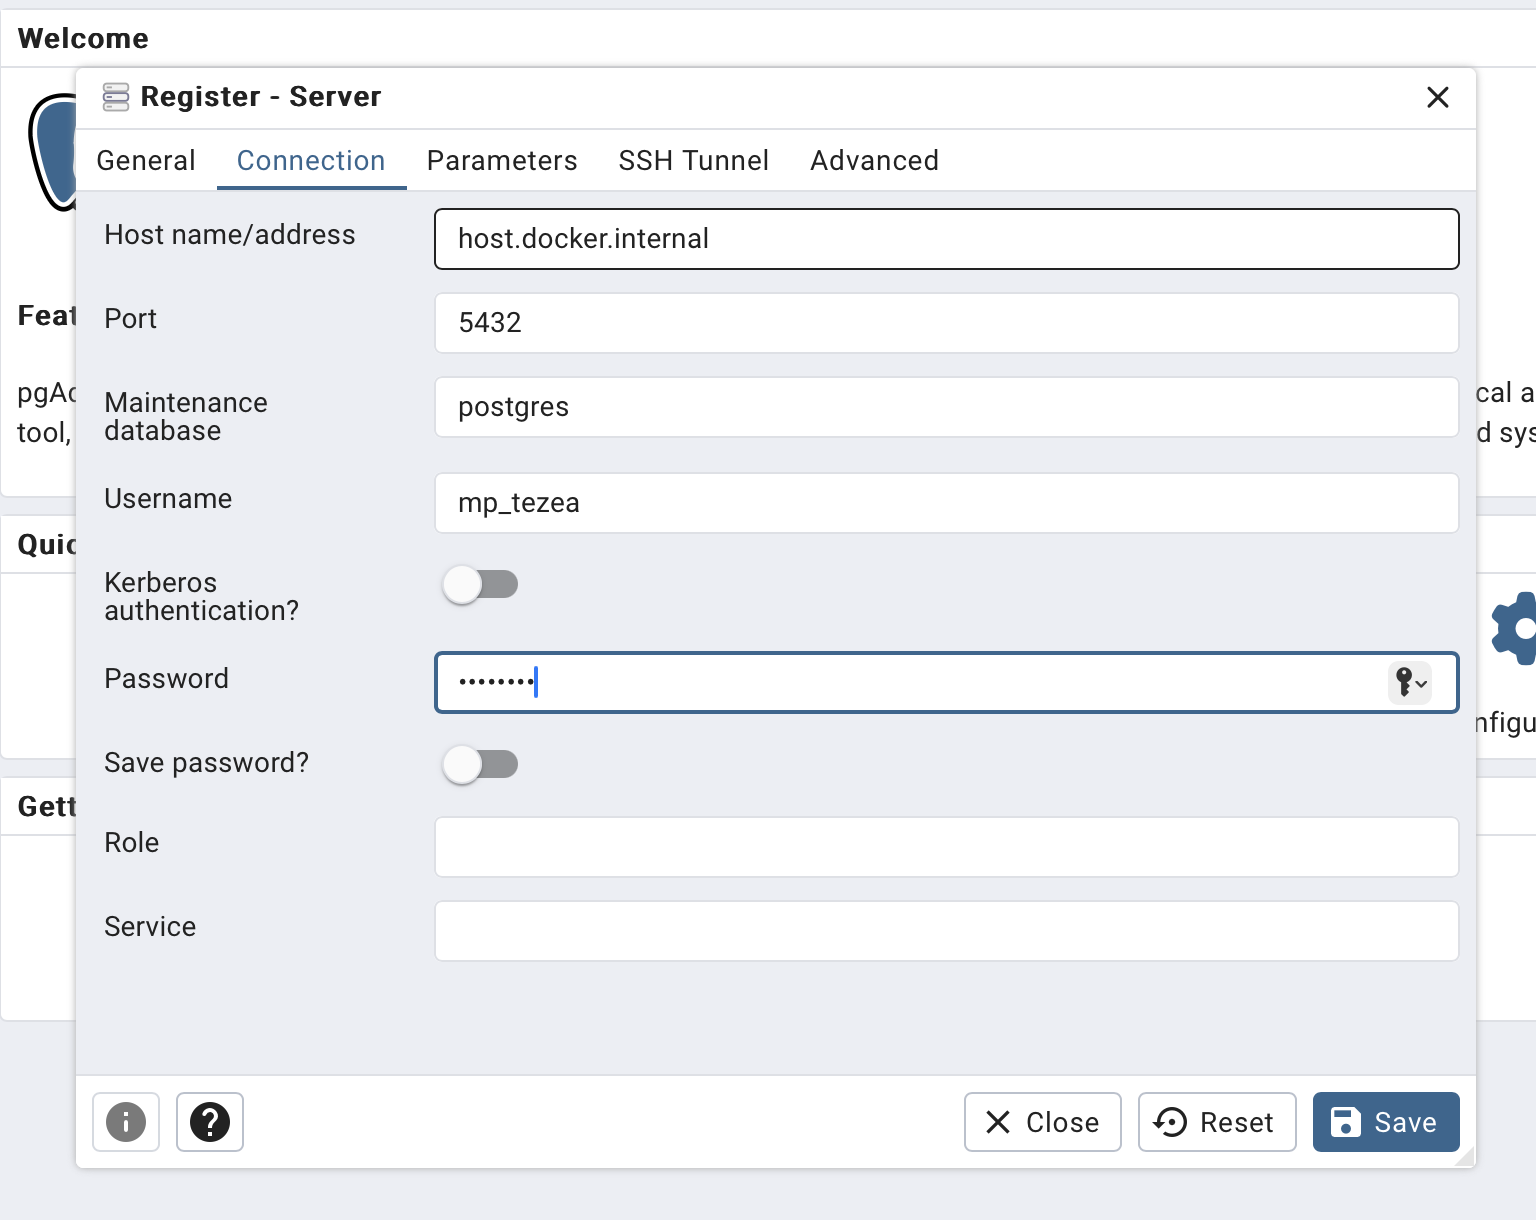 Welcome
Register - Server
General Connection Parameters SSH Tunnel Advanced
Host name/address host.docker.internal
Port 5432
Maintenance
database
postgres
Username mp_tezea
Kerberos
authentication?
Password ••••••••
Save password?
Role
Service
Close Reset Save
Feat
pgAd
tool,
cal a
d sys
Quic
nfigu
Gett